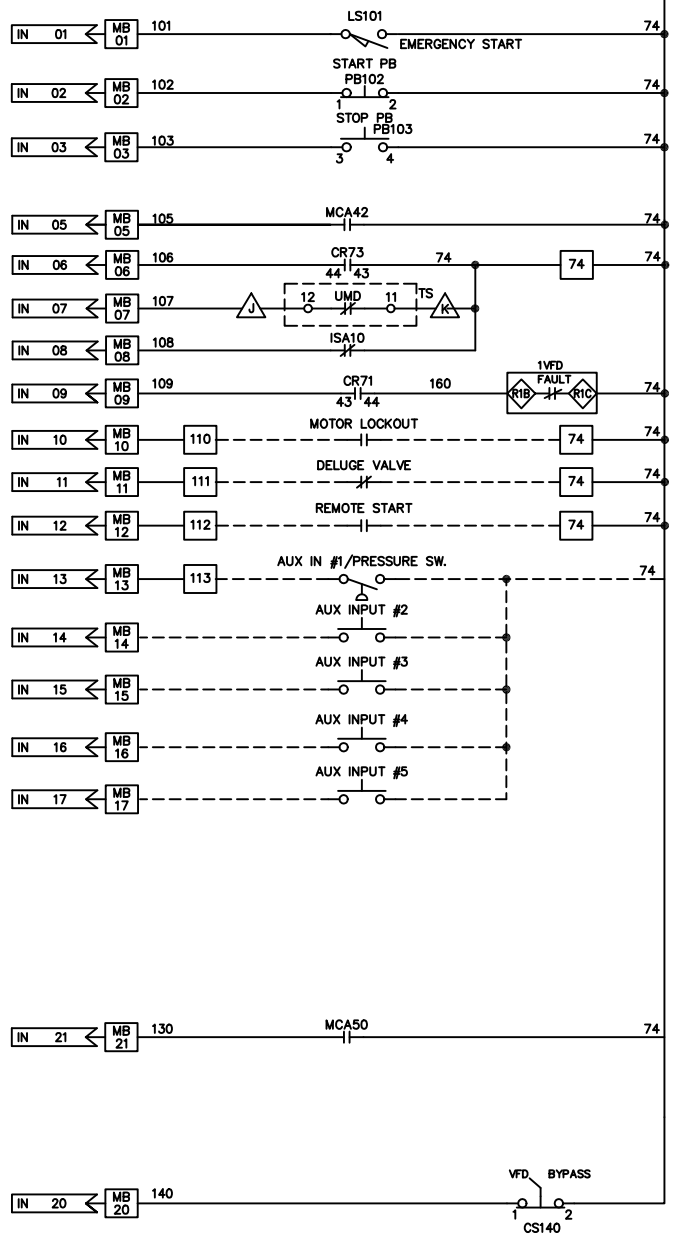 LS101
IN 01 MB 01 101 74
EMERGENCY START
START PB
PB102
IN 02 MB 02 102 74
1 2
STOP PB
PB103
IN 03 MB 03 103 74
3 4
MCA42
IN 05 MB 05 105 74
CR73
IN 06 MB 06 106 74 74 74
44 43
IN 07 MB 07 107 J 12 UMD 11 TS K
ISA10
IN 08 MB 08 108
1VFD
FAULT
CR71
IN 09 MB 09 109 160 R1B R1C 74
43 44
MOTOR LOCKOUT
IN 10 MB 10 110 74 74
DELUGE VALVE
IN 11 MB 11 111 74 74
REMOTE START
IN 12 MB 12 112 74 74
AUX IN #1/PRESSURE SW.
IN 13 MB 13 113 74
AUX INPUT #2
IN 14 MB 14
AUX INPUT #3
IN 15 MB 15
AUX INPUT #4
IN 16 MB 16
AUX INPUT #5
IN 17 MB 17
MCA50
IN 21 MB 21 130 74
VFD BYPASS
IN 20 MB 20 140
1 2
CS140